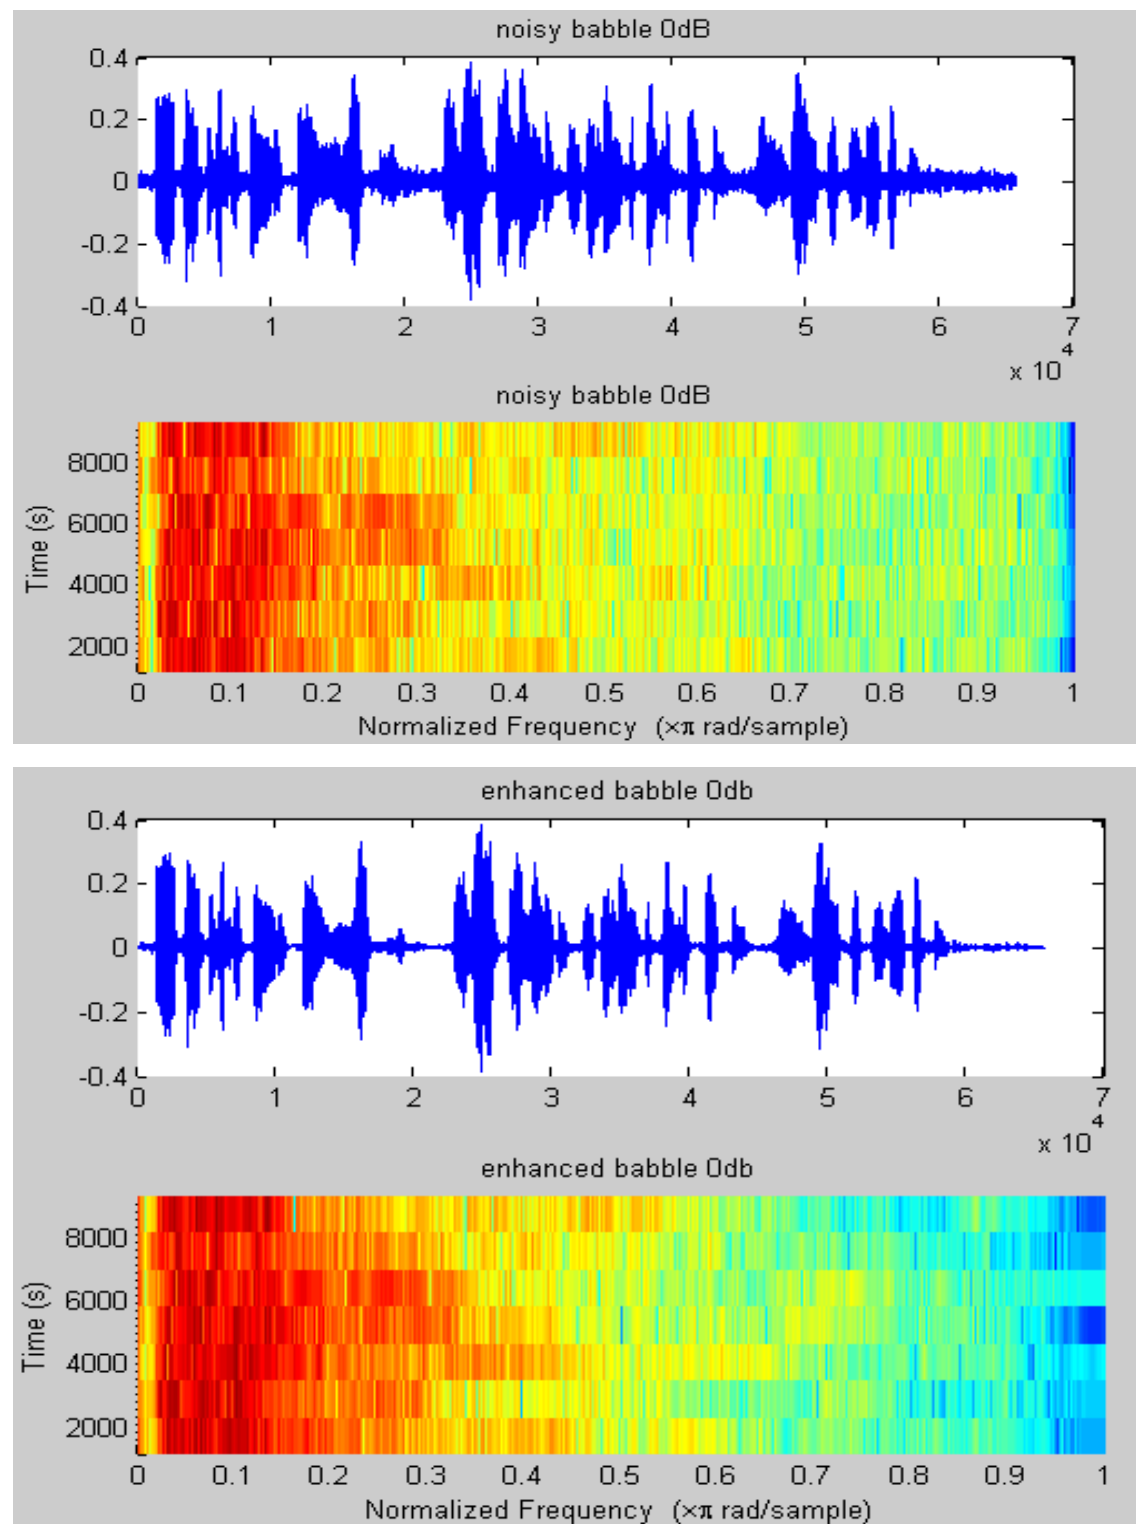 noisy babble 0dB
0.4
0.2
0
-0.2
-0.4
0 1 2 3 4 5 6 7
x 10^4
noisy babble 0dB
Time (s)
8000
6000
4000
2000
0 0.1 0.2 0.3 0.4 0.5 0.6 0.7 0.8 0.9 1
Normalized Frequency (×π rad/sample)
enhanced babble 0db
0.4
0.2
0
-0.2
-0.4
0 1 2 3 4 5 6 7
x 10^4
enhanced babble 0db
Time (s)
8000
6000
4000
2000
0 0.1 0.2 0.3 0.4 0.5 0.6 0.7 0.8 0.9 1
Normalized Frequency (×π rad/sample)